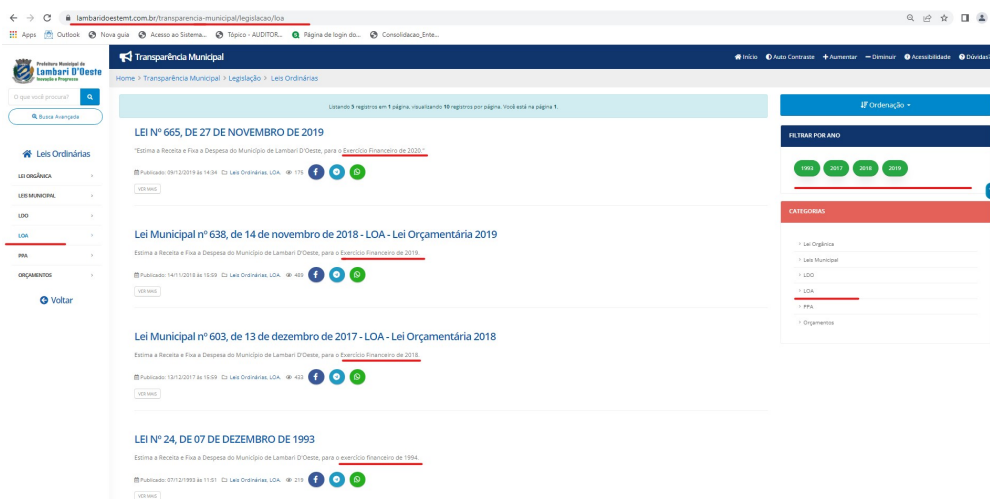 lambaridoestemt.com.br/transparencia-municipal/legislacao/loa
Apps Outlook Nova guia Acesso ao Sistema... Tópico - AUDITOR... Página de login do... Consolidacao_Ente...
Prefeitura Municipal de
Lambari D'Oeste
Inovação e Progresso
Transparência Municipal
Início Auto Contraste Aumentar Diminuir Acessibilidade Dúvidas
Home > Transparência Municipal > Legislação > Leis Ordinárias
O que você procura?
Busca Avançada
Leis Ordinárias
LEI ORGÂNICA
LEIS MUNICIPAL
LDO
LOA
PPA
ORÇAMENTOS
Voltar
Listando 5 registros em 1 página, visualizando 10 registros por página. Você está na página 1.
LEI Nº 665, DE 27 DE NOVEMBRO DE 2019
"Estima a Receita e Fixa a Despesa do Município de Lambari D'Oeste, para o Exercício Financeiro de 2020."
Publicado: 09/12/2019 às 14:34 Leis Ordinárias, LOA 175
VER MAIS
Lei Municipal nº 638, de 14 de novembro de 2018 - LOA - Lei Orçamentária 2019
Estima a Receita e Fixa a Despesa do Município de Lambari D'Oeste, para o Exercício Financeiro de 2019.
Publicado: 14/11/2018 às 15:59 Leis Ordinárias, LOA 469
VER MAIS
Lei Municipal nº 603, de 13 de dezembro de 2017 - LOA - Lei Orçamentária 2018
Estima a Receita e Fixa a Despesa do Município de Lambari D'Oeste, para o Exercício Financeiro de 2018.
Publicado: 13/12/2017 às 15:59 Leis Ordinárias, LOA 433
VER MAIS
LEI Nº 24, DE 07 DE DEZEMBRO DE 1993
Estima a Receita e Fixa a Despesa do Município de Lambari D'Oeste, para o exercício financeiro de 1994.
Publicado: 07/12/1993 às 11:51 Leis Ordinárias, LOA 219
VER MAIS
Ordenação
FILTRAR POR ANO
1993 2017 2018 2019
CATEGORIAS
Lei Orgânica
Leis Municipal
LDO
LOA
PPA
Orçamentos